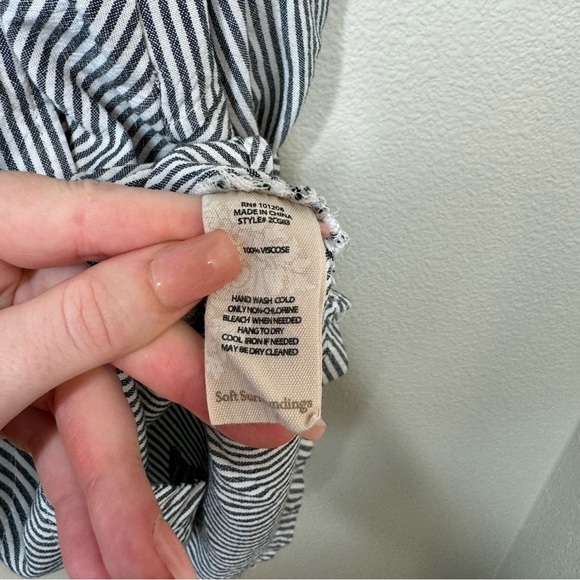 RN# 101206
MADE IN CHINA
STYLE# 2CG83
100% VISCOSE
HAND WASH COLD
ONLY NON-CHLORINE
BLEACH WHEN NEEDED
HANG TO DRY
COOL IRON IF NEEDED
MAY BE DRY CLEANED
Soft Surroundings